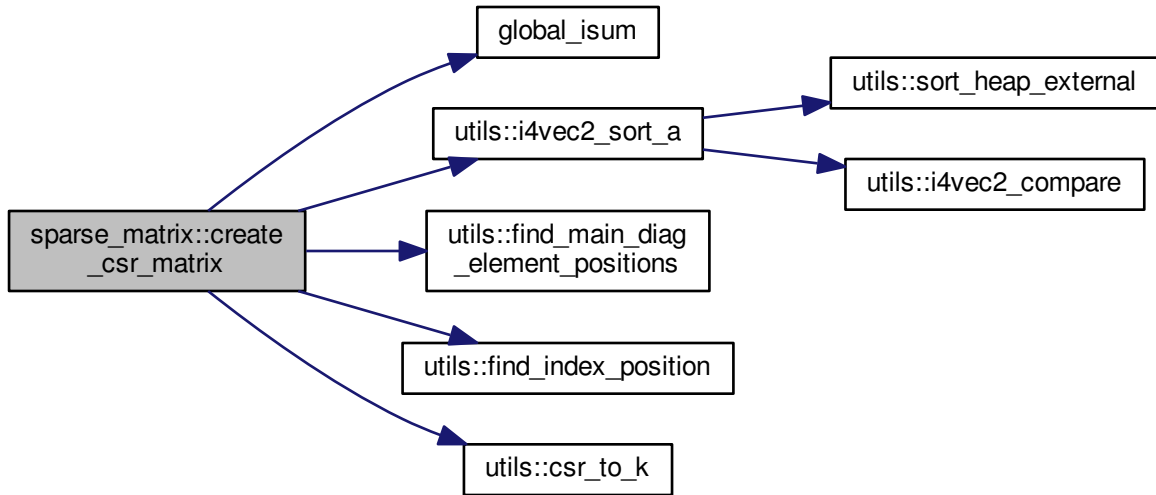 global_isum
utils::sort_heap_external
utils::i4vec2_sort_a
utils::i4vec2_compare
sparse_matrix::create
_csr_matrix
utils::find_main_diag
_element_positions
utils::find_index_position
utils::csr_to_k